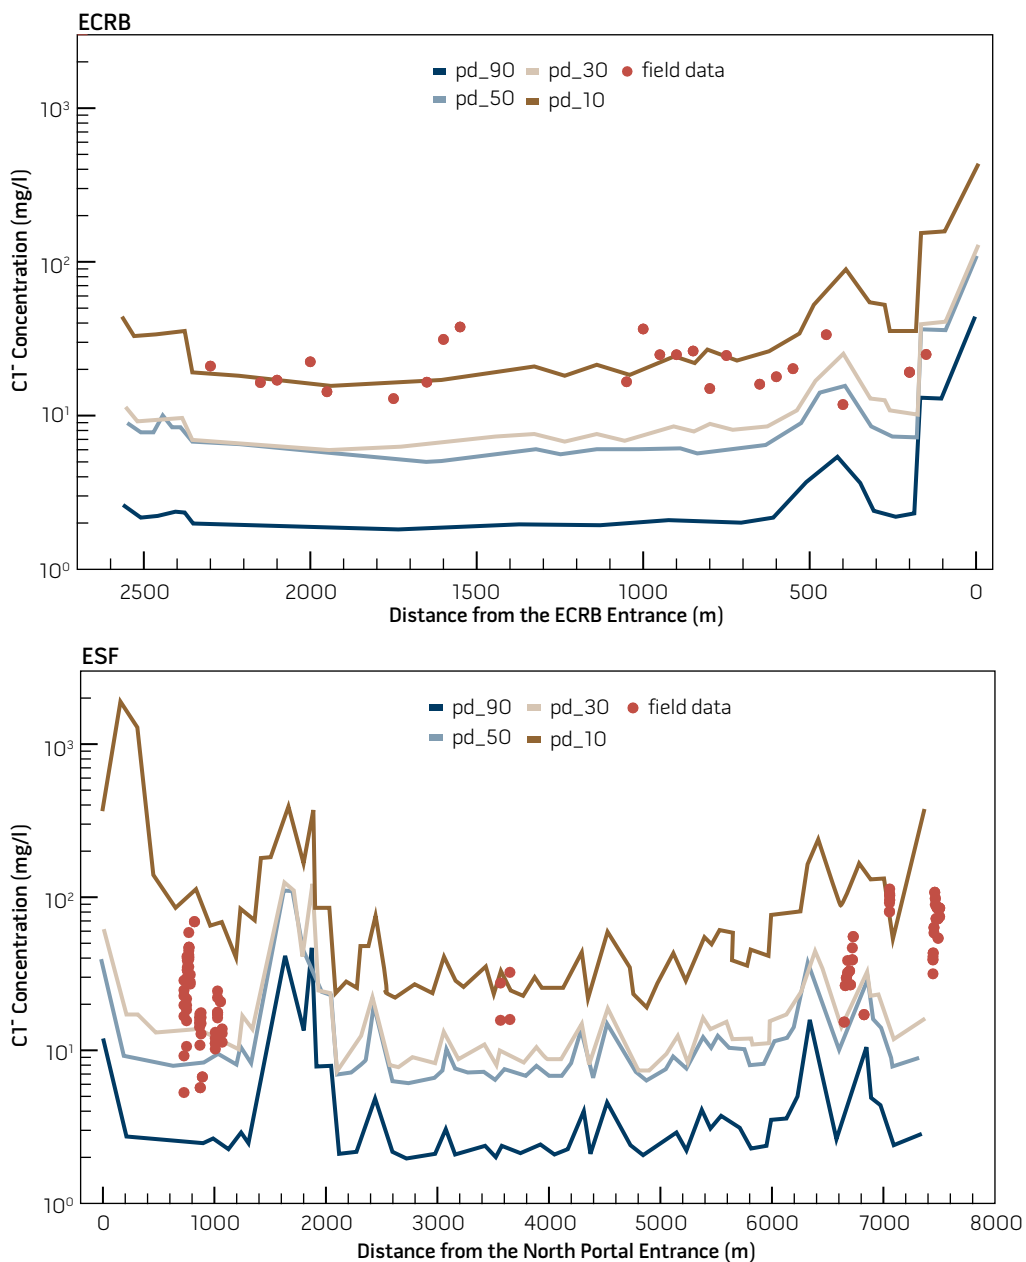 ECRB
pd_90 pd_30 field data
pd_50 pd_10
10³
10²
10¹
10⁰
CT⁻ Concentration (mg/l)
2500 2000 1500 1000 500 0
Distance from the ECRB Entrance (m)
ESF
pd_90 pd_30 field data
pd_50 pd_10
10³
10²
10¹
10⁰
CT⁻ Concentration (mg/l)
0 1000 2000 3000 4000 5000 6000 7000 8000
Distance from the North Portal Entrance (m)